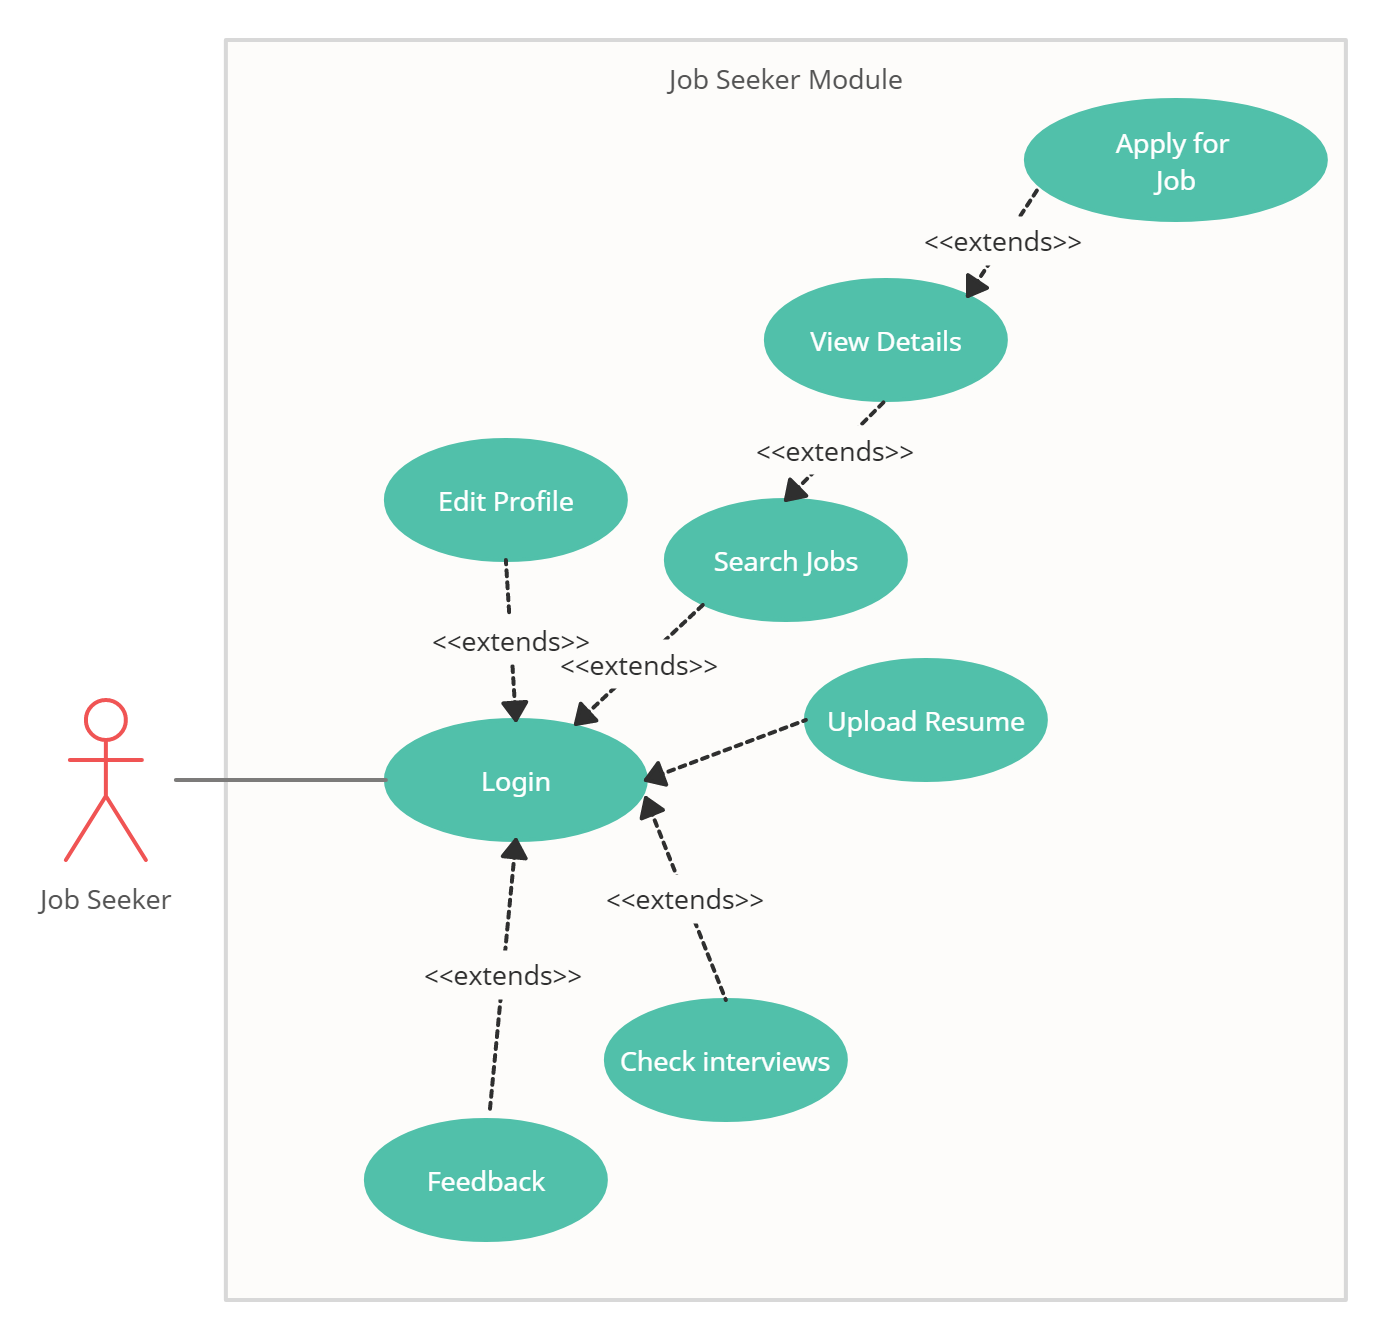 Job Seeker Module
Apply for
Job
<<extends>>
View Details
<<extends>>
Edit Profile
Search Jobs
<<extends>>
<<extends>>
Upload Resume
Login
Job Seeker
<<extends>>
<<extends>>
Check interviews
Feedback